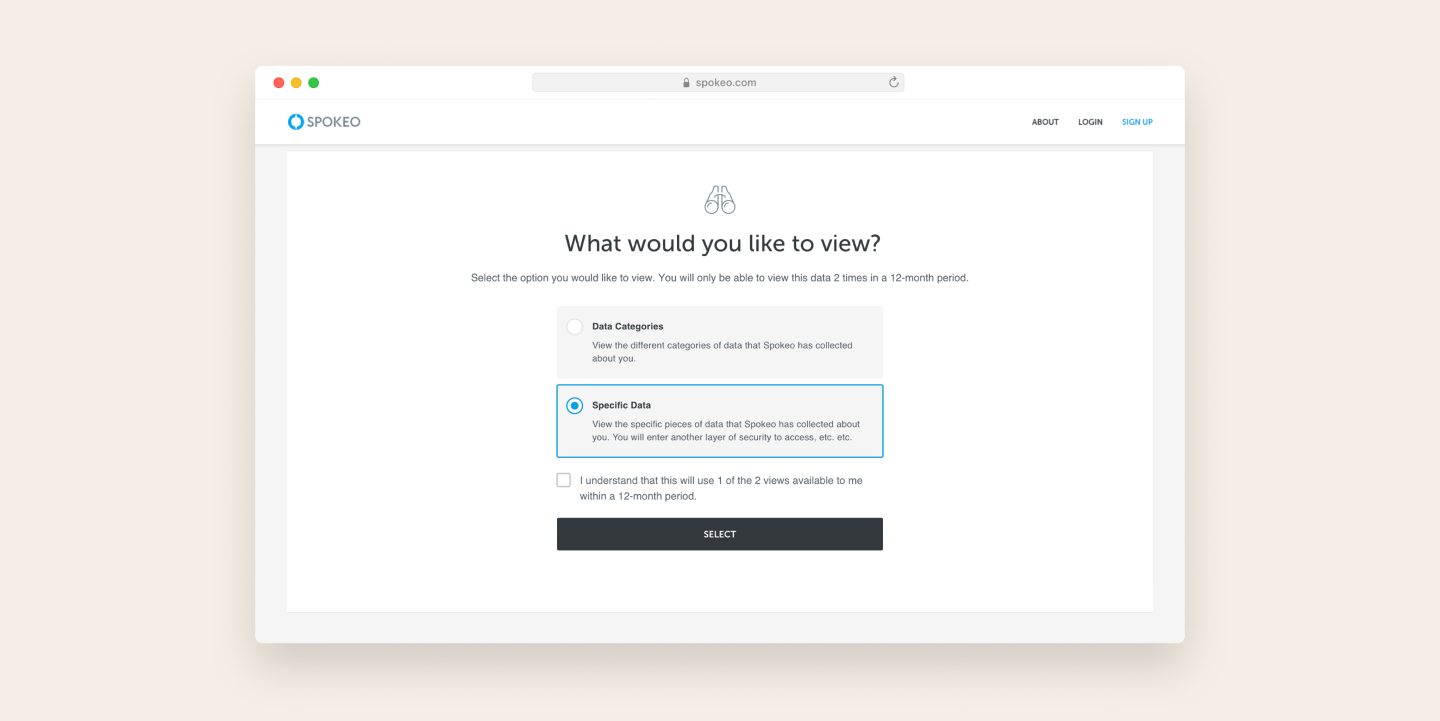 spokeo.com
SPOKEO
ABOUT LOGIN SIGN UP
What would you like to view?
Select the option you would like to view. You will only be able to view this data 2 times in a 12-month period.
Data Categories
View the different categories of data that Spokeo has collected
about you.
Specific Data
View the specific pieces of data that Spokeo has collected about
you. You will enter another layer of security to access, etc. etc.
I understand that this will use 1 of the 2 views available to me
within a 12-month period.
SELECT